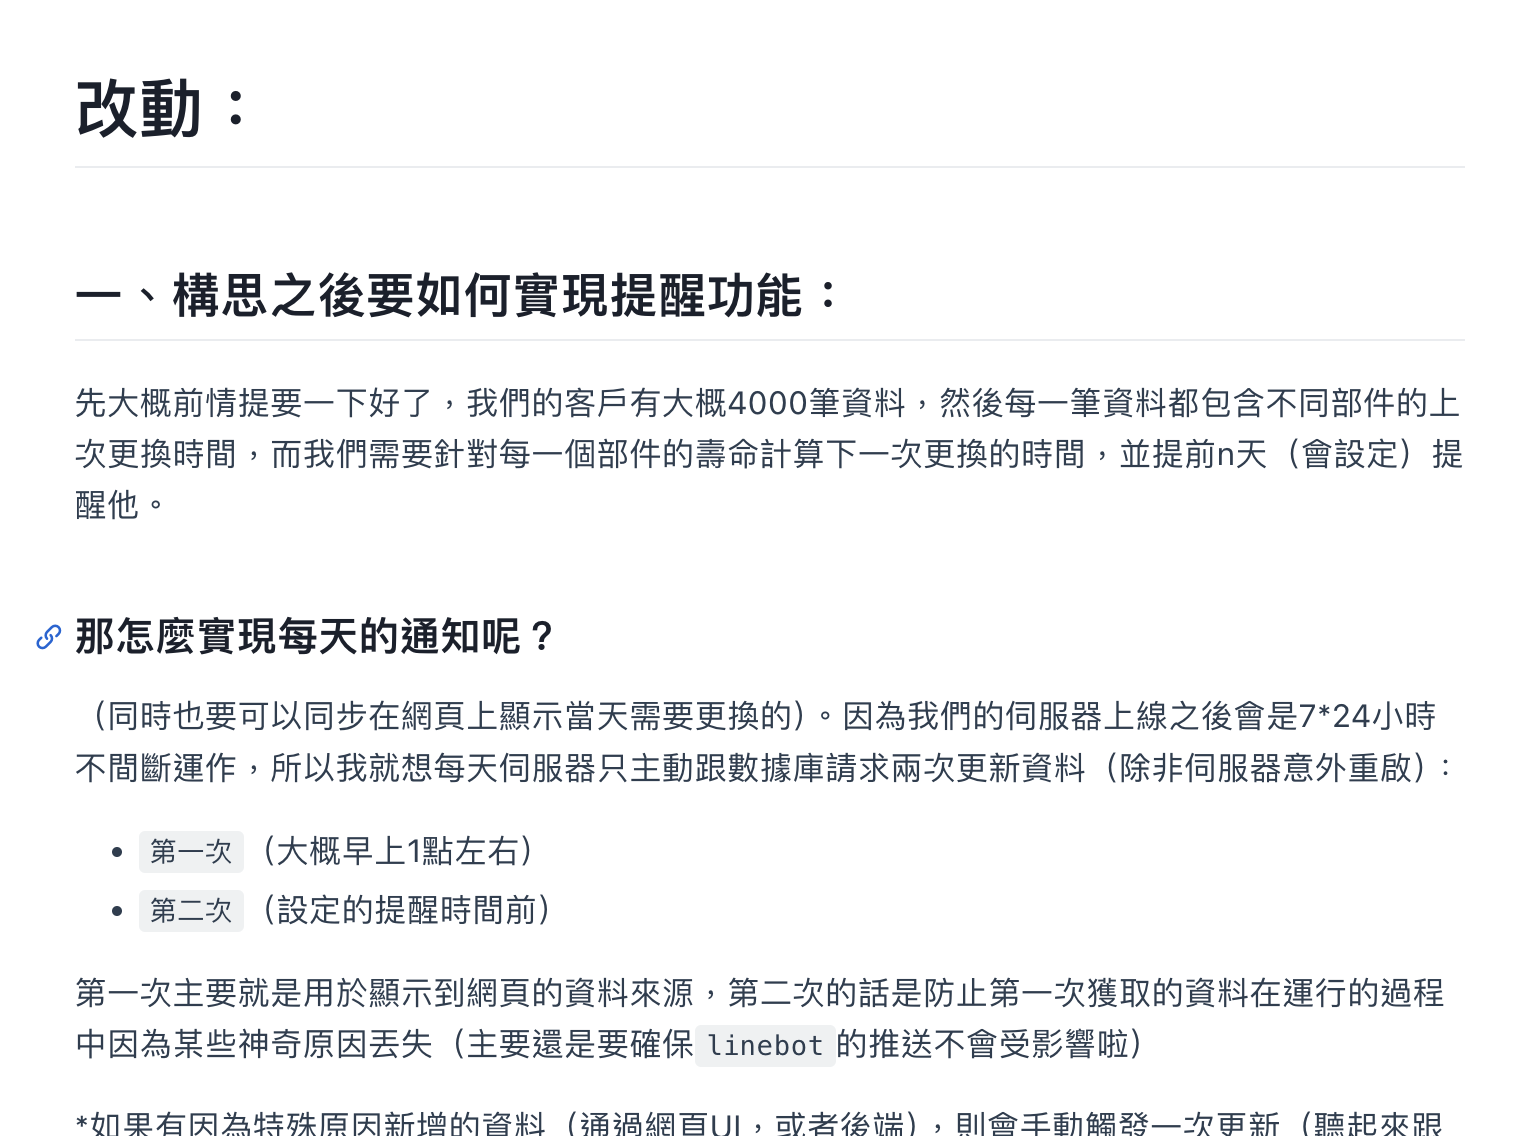 改動：
一、構思之後要如何實現提醒功能：
先大概前情提要一下好了，我們的客戶有大概4000筆資料，然後每一筆資料都包含不同部件的上
次更換時間，而我們需要針對每一個部件的壽命計算下一次更換的時間，並提前n天（會設定）提
醒他。
那怎麼實現每天的通知呢？
（同時也要可以同步在網頁上顯示當天需要更換的）。因為我們的伺服器上線之後會是7*24小時
不間斷運作，所以我就想每天伺服器只主動跟數據庫請求兩次更新資料（除非伺服器意外重啟）：
• 第一次（大概早上1點左右）
• 第二次（設定的提醒時間前）
第一次主要就是用於顯示到網頁的資料來源，第二次的話是防止第一次獲取的資料在運行的過程
中因為某些神奇原因丟失（主要還是要確保linebot的推送不會受影響啦）
*如果有因為特殊原因新增的資料（通過網頁UI，或者後端），則會手動觸發一次更新（聽起來跟